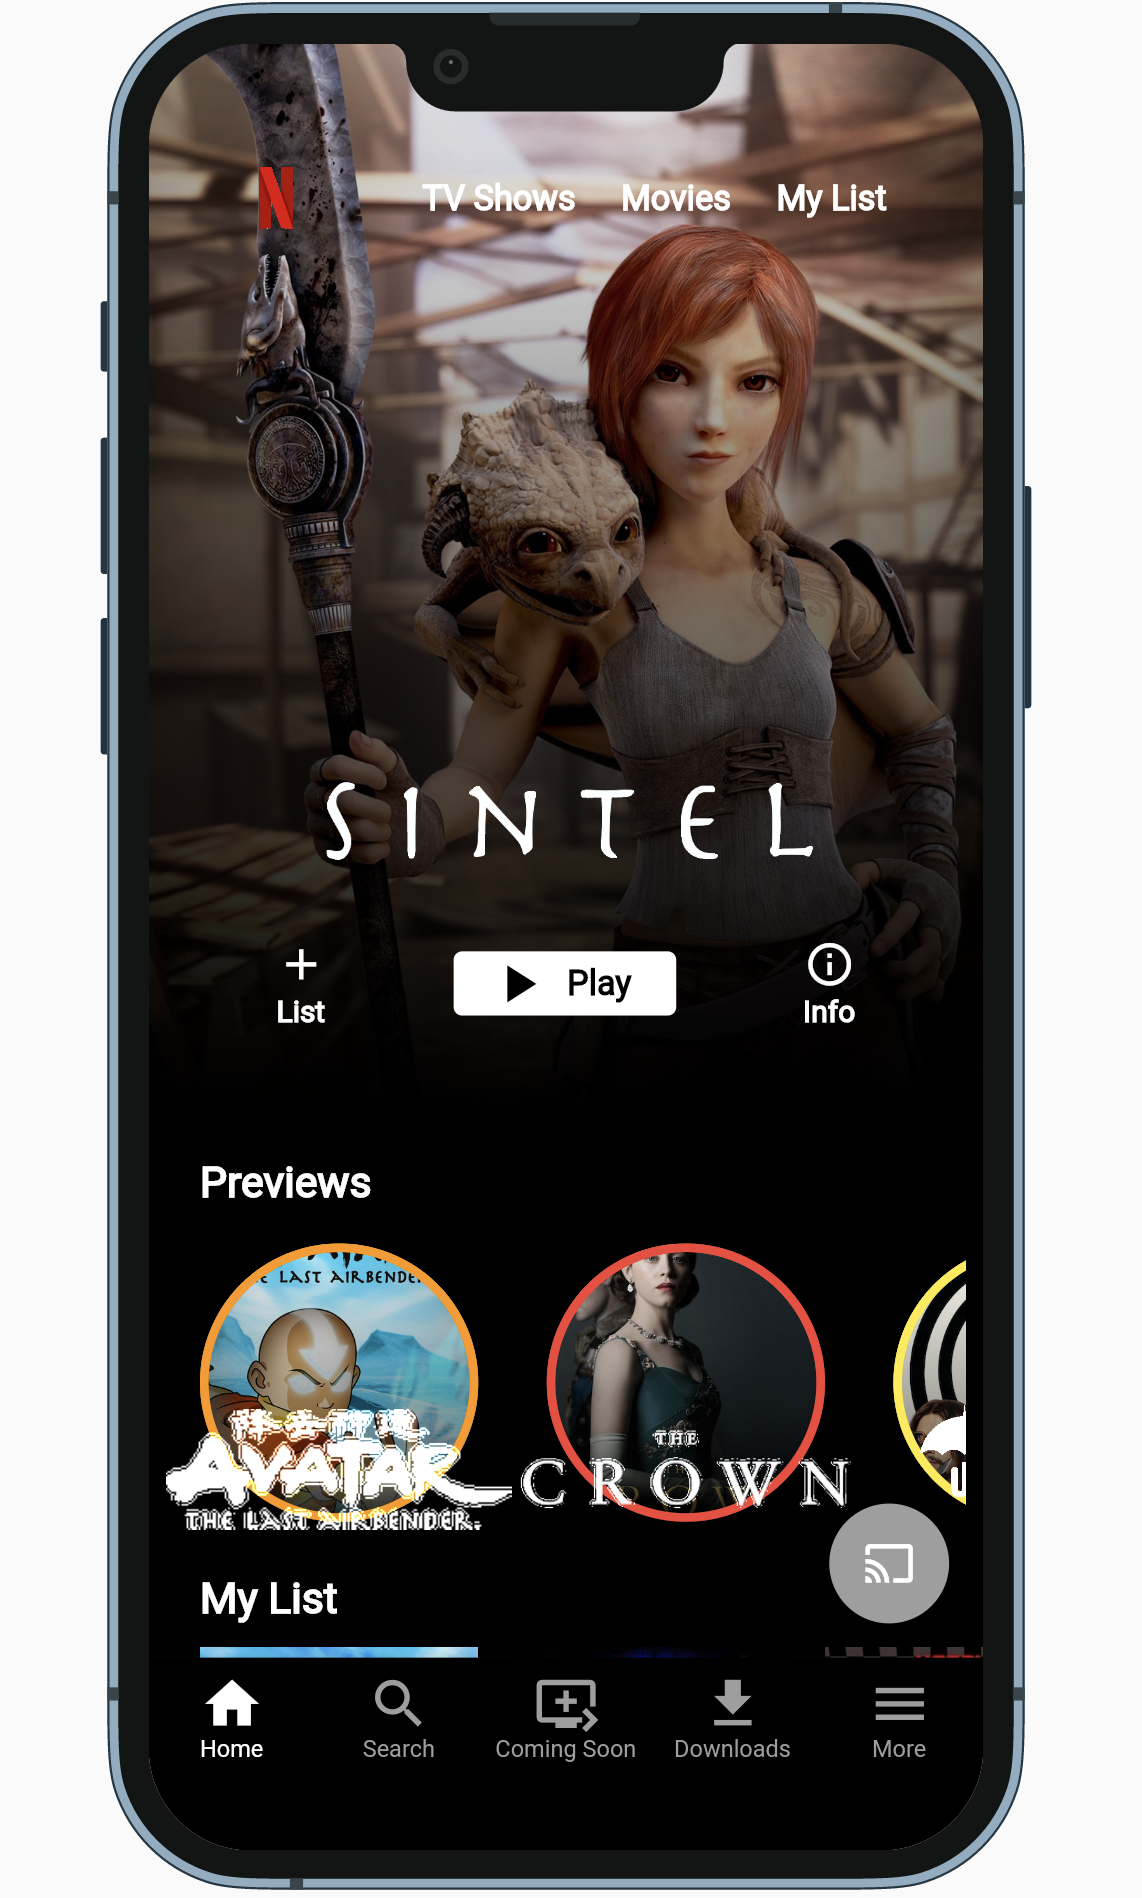 TV Shows Movies My List
SINTEL
List
Play
Info
Previews
LAST AIRBENDE
AVATAR
THE LAST AIRBENDER.
THE
CROWN
My List
Home
Search
Coming Soon
Downloads
More